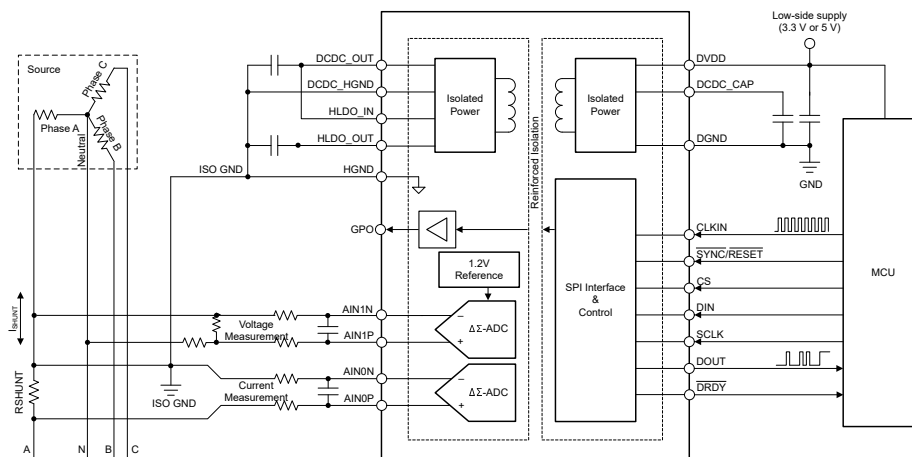 Low-side supply
(3.3 V or 5 V)
Source
Phase C
Phase A
Phase B
Neutral
DCDC_OUT
DCDC_HGND
HLDO_IN
HLDO_OUT
ISO GND
HGND
GPO
Isolated
Power
Isolated
Power
Reinforced Isolation
DVDD
DCDC_CAP
DGND
GND
1.2V
Reference
SPI Interface
&
Control
CLKIN
SYNC/RESET
CS
DIN
SCLK
DOUT
DRDY
MCU
ISHUNT
Voltage
Measurement
AIN1N
AIN1P
ΔΣ-ADC
RSHUNT
ISO GND
Current
Measurement
AIN0N
AIN0P
ΔΣ-ADC
A
N
B
C